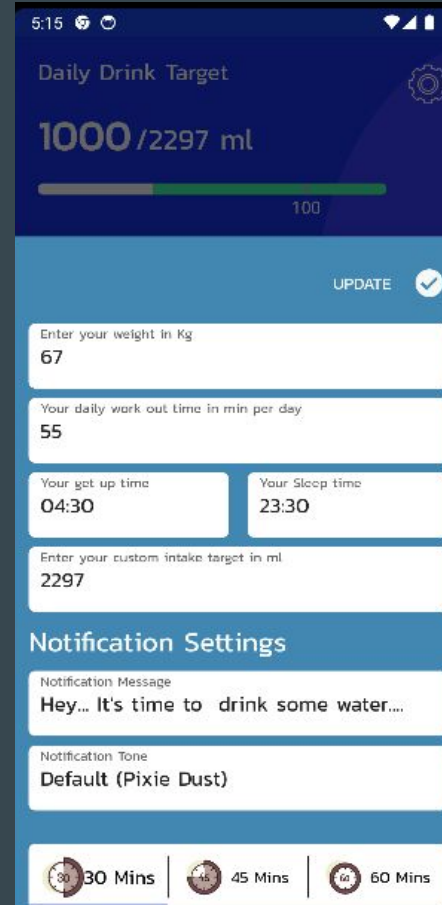 5:15
Daily Drink Target
1000/2297 ml
100
UPDATE
Enter your weight in Kg
67
Your daily work out time in min per day
55
Your get up time
04:30
Your Sleep time
23:30
Enter your custom intake target in ml
2297
Notification Settings
Notification Message
Hey... It's time to drink some water....
Notification Tone
Default (Pixie Dust)
30 30 Mins 45 45 Mins 60 60 Mins